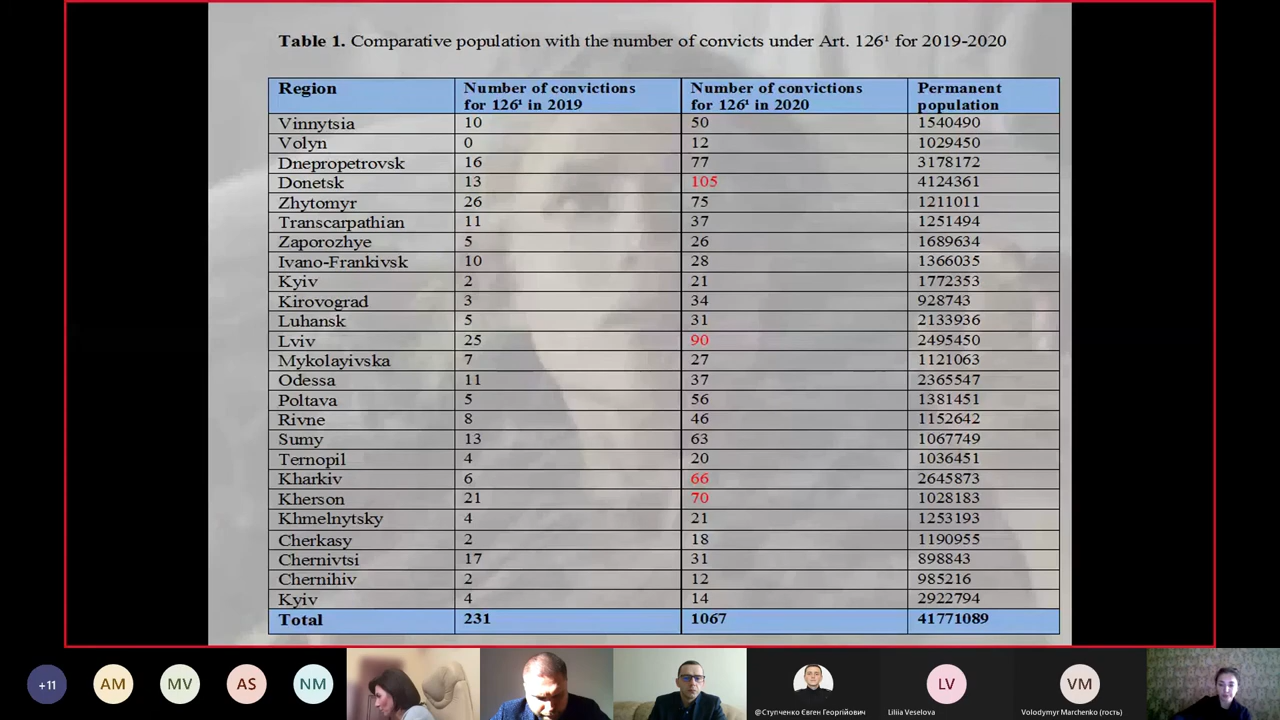 Table 1. Comparative population with the number of convicts under Art. 126¹ for 2019-2020
Region Number of convictions for 126¹ in 2019 Number of convictions for 126¹ in 2020 Permanent population
Vinnytsia 10 50 1540490
Volyn 0 12 1029450
Dnepropetrovsk 16 77 3178172
Donetsk 13 105 4124361
Zhytomyr 26 75 1211011
Transcarpathian 11 37 1251494
Zaporozhye 5 26 1689634
Ivano-Frankivsk 10 28 1366035
Kyiv 2 21 1772353
Kirovograd 3 34 928743
Luhansk 5 31 2133936
Lviv 25 90 2495450
Mykolayivska 7 27 1121063
Odessa 11 37 2365547
Poltava 5 56 1381451
Rivne 8 46 1152642
Sumy 13 63 1067749
Ternopil 4 20 1036451
Kharkiv 6 66 2645873
Kherson 21 70 1028183
Khmelnytsky 4 21 1253193
Cherkasy 2 18 1190955
Chernivtsi 17 31 898843
Chernihiv 2 12 985216
Kyiv 4 14 2922794
Total 231 1067 41771089
+11 AM MV AS NM LV VM
@Ступченко Євген Георгійович Liliia Veselova Volodymyr Marchenko (гость)